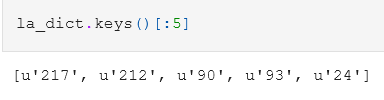 la_dict.keys()[:5]
[u'217', u'212', u'90', u'93', u'24']